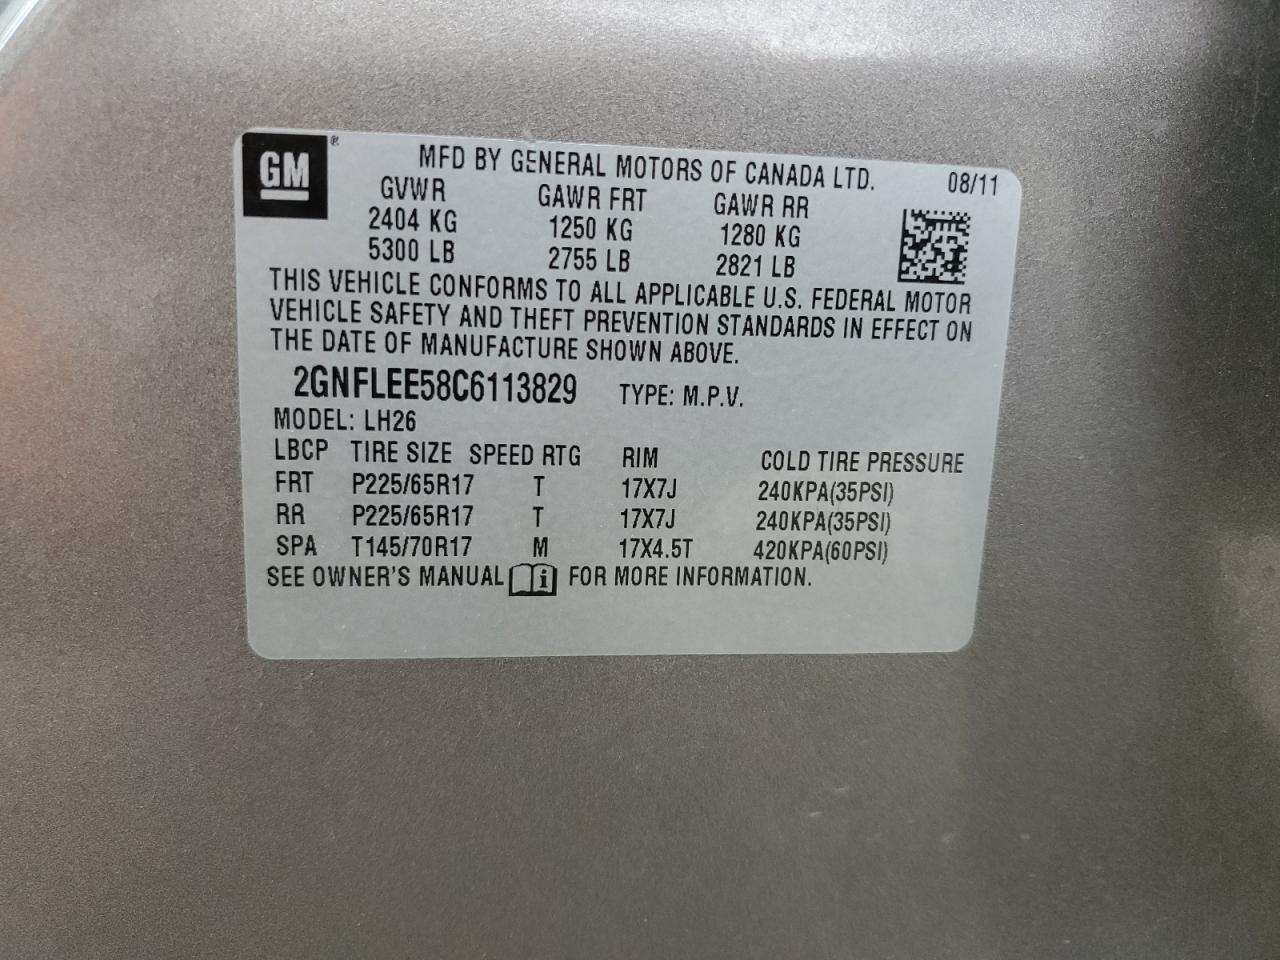 GM ®
MFD BY GENERAL MOTORS OF CANADA LTD. 08/11
GVWR GAWR FRT GAWR RR
2404 KG 1250 KG 1280 KG
5300 LB 2755 LB 2821 LB
THIS VEHICLE CONFORMS TO ALL APPLICABLE U.S. FEDERAL MOTOR
VEHICLE SAFETY AND THEFT PREVENTION STANDARDS IN EFFECT ON
THE DATE OF MANUFACTURE SHOWN ABOVE.
2GNFLEE58C6113829 TYPE: M.P.V.
MODEL: LH26
LBCP TIRE SIZE SPEED RTG RIM COLD TIRE PRESSURE
FRT P225/65R17 T 17X7J 240KPA(35PSI)
RR P225/65R17 T 17X7J 240KPA(35PSI)
SPA T145/70R17 M 17X4.5T 420KPA(60PSI)
SEE OWNER'S MANUAL i FOR MORE INFORMATION.